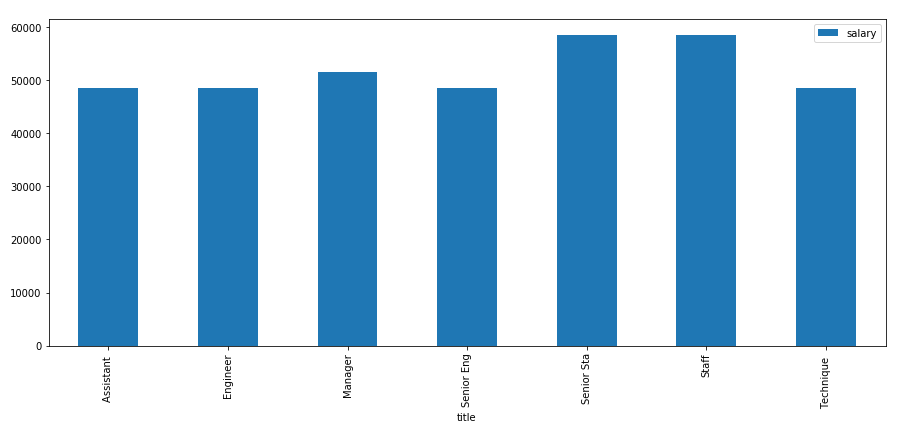 60000
50000
40000
30000
20000
10000
0
salary
Assistant
Engineer
Manager
Senior Eng
Senior Sta
Staff
Technique
title